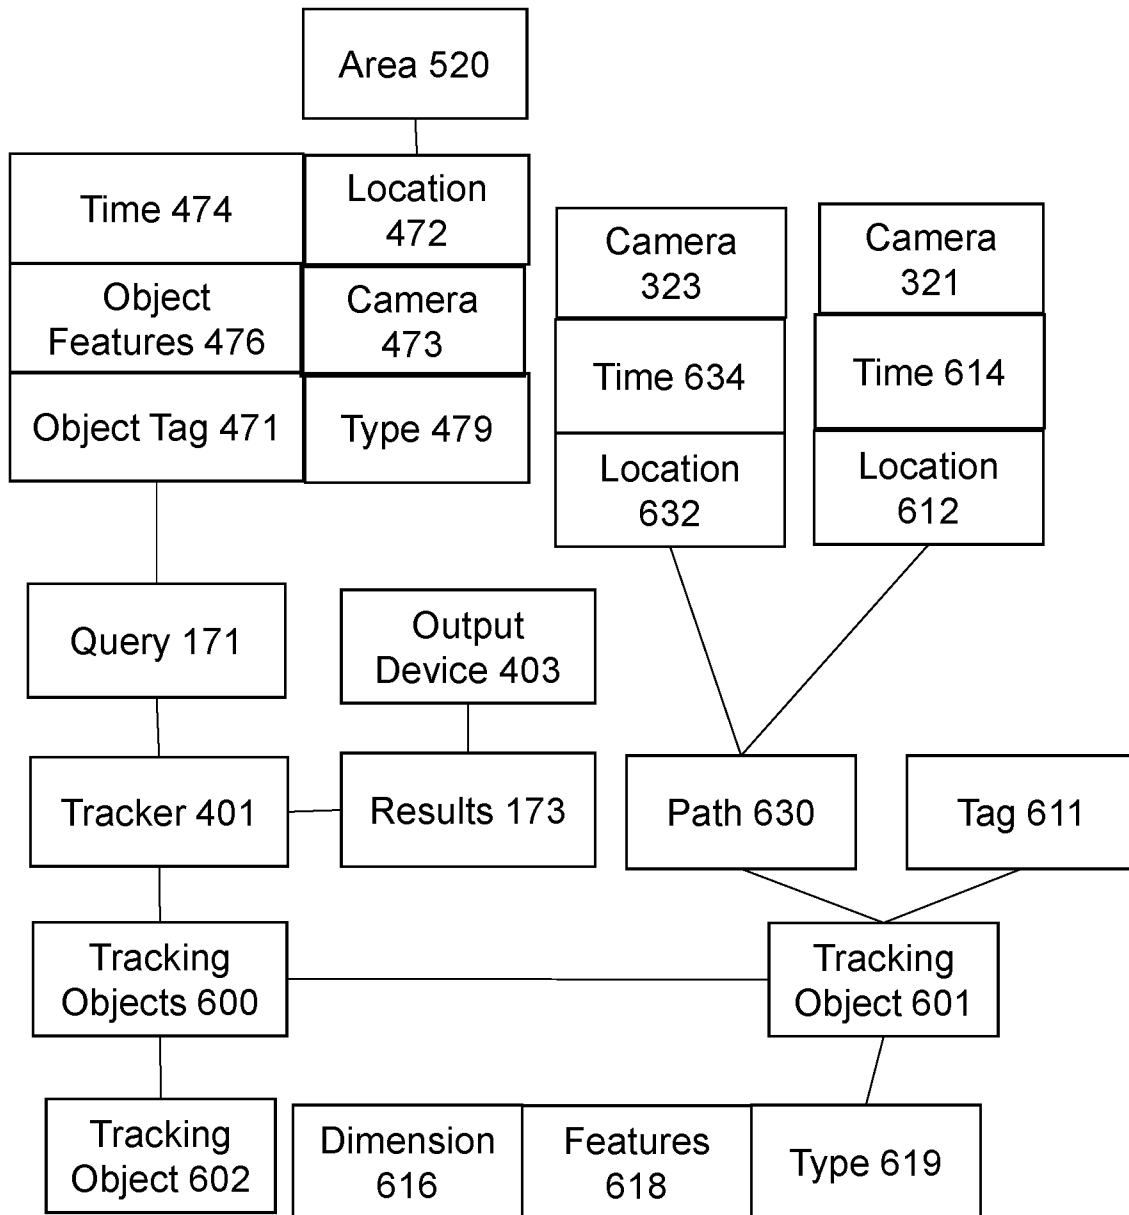 Area 520
Time 474
Location
472
Camera
323
Camera
321
Object
Features 476
Camera
473
Time 634
Time 614
Object Tag 471
Type 479
Location
632
Location
612
Query 171
Output
Device 403
Tracker 401
Results 173
Path 630
Tag 611
Tracking
Objects 600
Tracking
Object 601
Tracking
Object 602
Dimension
616
Features
618
Type 619